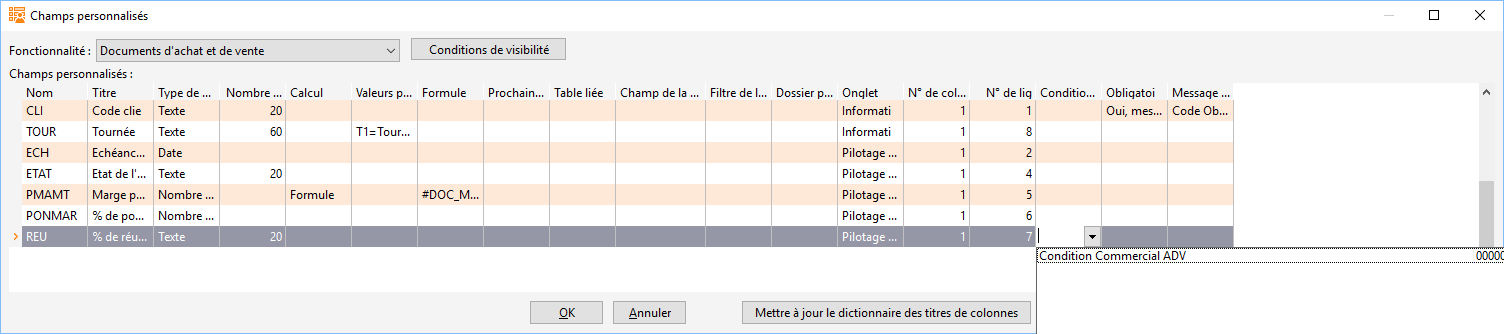 Champs personnalisés
Fonctionnalité : Documents d'achat et de vente Conditions de visibilité
Champs personnalisés :
Nom Titre Type de ... Nombre ... Calcul Valeurs p... Formule Prochain... Table liée Champ de la ... Filtre de l... Dossier p... Onglet N° de col... N° de lig Conditio... Obligatoi Message ...
CLI Code clie Texte 20 Informati 1 1 Oui, mes... Code Ob...
TOUR Tournée Texte 60 T1=Tour... Informati 1 8
ECH Echéanc... Date Pilotage ... 1 2
ETAT Etat de l'... Texte 20 Pilotage ... 1 4
PMAMT Marge p... Nombre ... Formule #DOC_M... Pilotage ... 1 5
PONMAR % de po... Nombre ... Pilotage ... 1 6
REU % de réu... Texte 20 Pilotage ... 1 7
Condition Commercial ADV 00000
OK Annuler Mettre à jour le dictionnaire des titres de colonnes